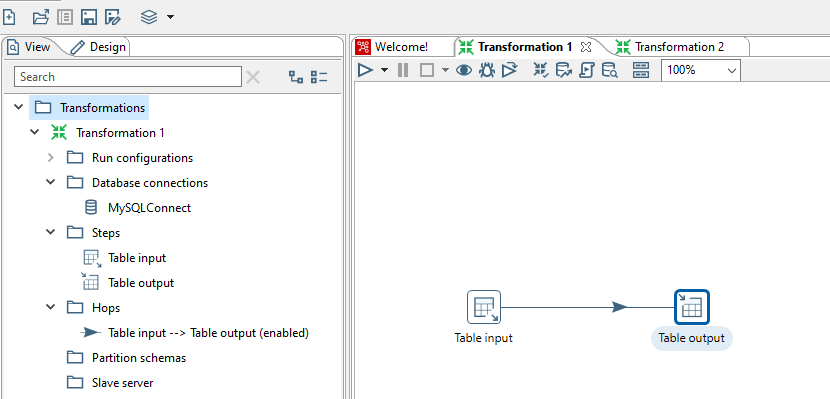 View
Design
Search
Transformations
Transformation 1
Run configurations
Database connections
MySQLConnect
Steps
Table input
Table output
Hops
Table input --> Table output (enabled)
Partition schemas
Slave server
Welcome!
Transformation 1
Transformation 2
100%
Table input
Table output